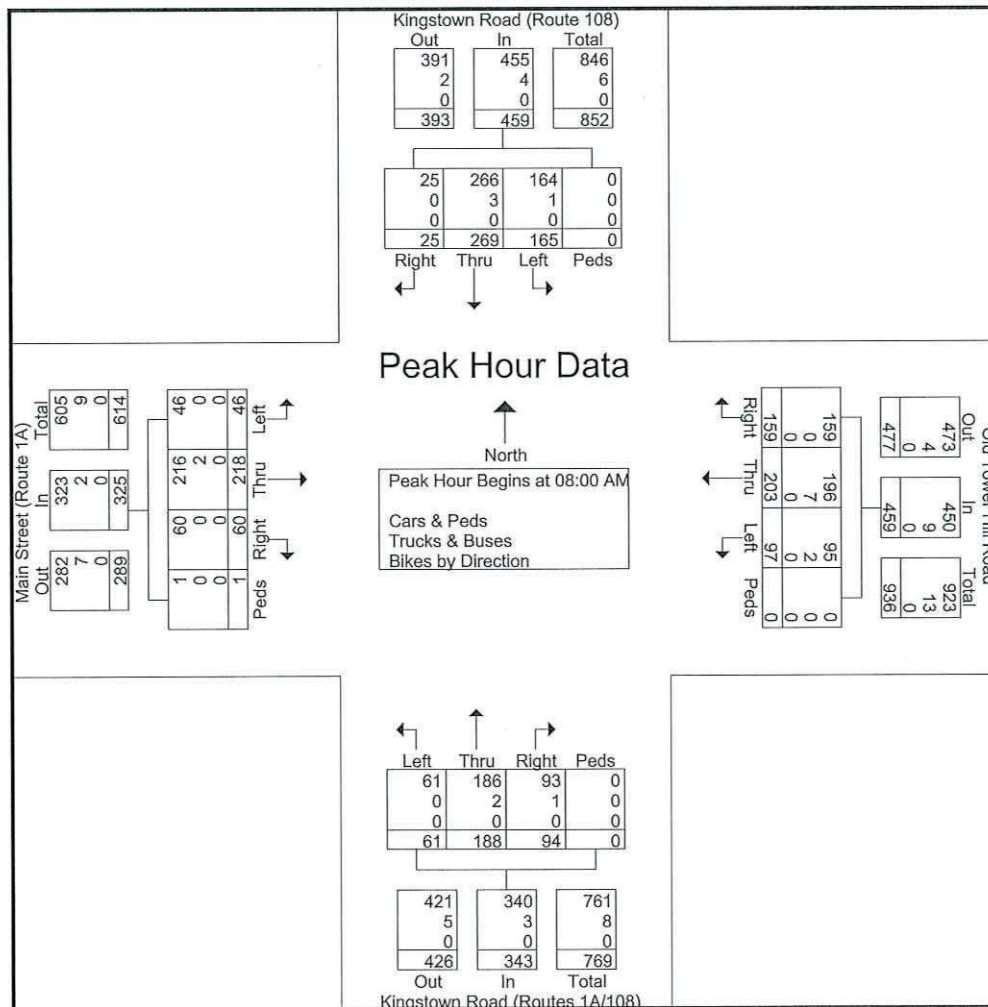 Kingstown Road (Route 108)
Out In Total
391 455 846
2 4 6
0 0 0
393 459 852
25 266 164 0
0 3 1 0
0 0 0 0
25 269 165 0
Right Thru Left Peds
Peak Hour Data
North
Peak Hour Begins at 08:00 AM
Cars & Peds
Trucks & Buses
Bikes by Direction
Main Street (Route 1A)
Out In Total
282 323 605
7 2 9
0 0 0
289 325 614
1 60 216 46
0 0 2 0
0 0 0 0
1 60 218 46
Peds Right Thru Left
Old Tower Hill Road
Out In Total
473 450 923
4 9 13
0 0 0
477 459 936
159 196 95 0
0 7 2 0
0 0 0 0
159 203 97 0
Right Thru Left Peds
Left Thru Right Peds
61 186 93 0
0 2 1 0
0 0 0 0
61 188 94 0
421 340 761
5 3 8
0 0 0
426 343 769
Out In Total
Kingstown Road (Routes 1A/108)